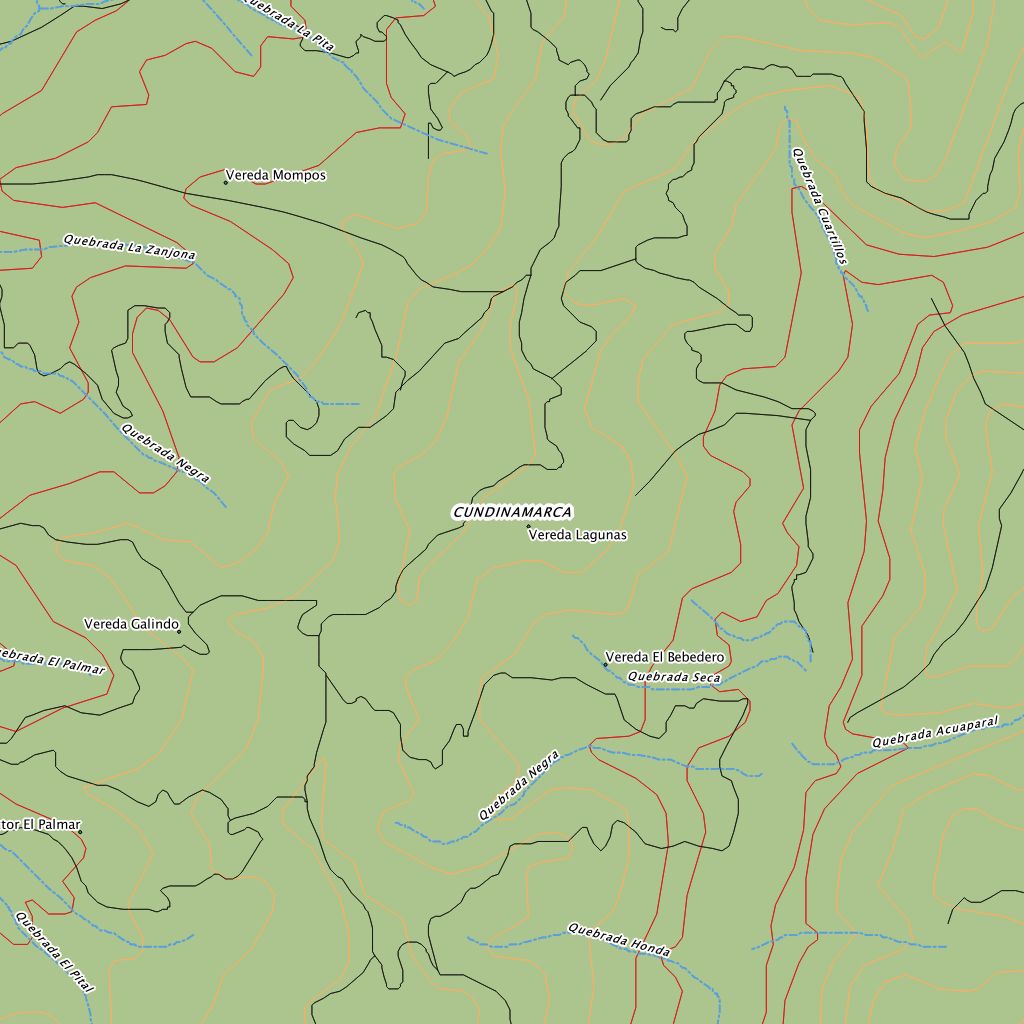 Quebrada La Pita
Quebrada Cuartillos
Vereda Mompos
Quebrada La Zanjona
Quebrada Negra
CUNDINAMARCA
Vereda Lagunas
Vereda Galindo
uebrada El Palmar
Vereda El Bebedero
Quebrada Seca
Quebrada Acuaparal
Quebrada Negra
tor El Palmar
Quebrada El Pital
Quebrada Honda